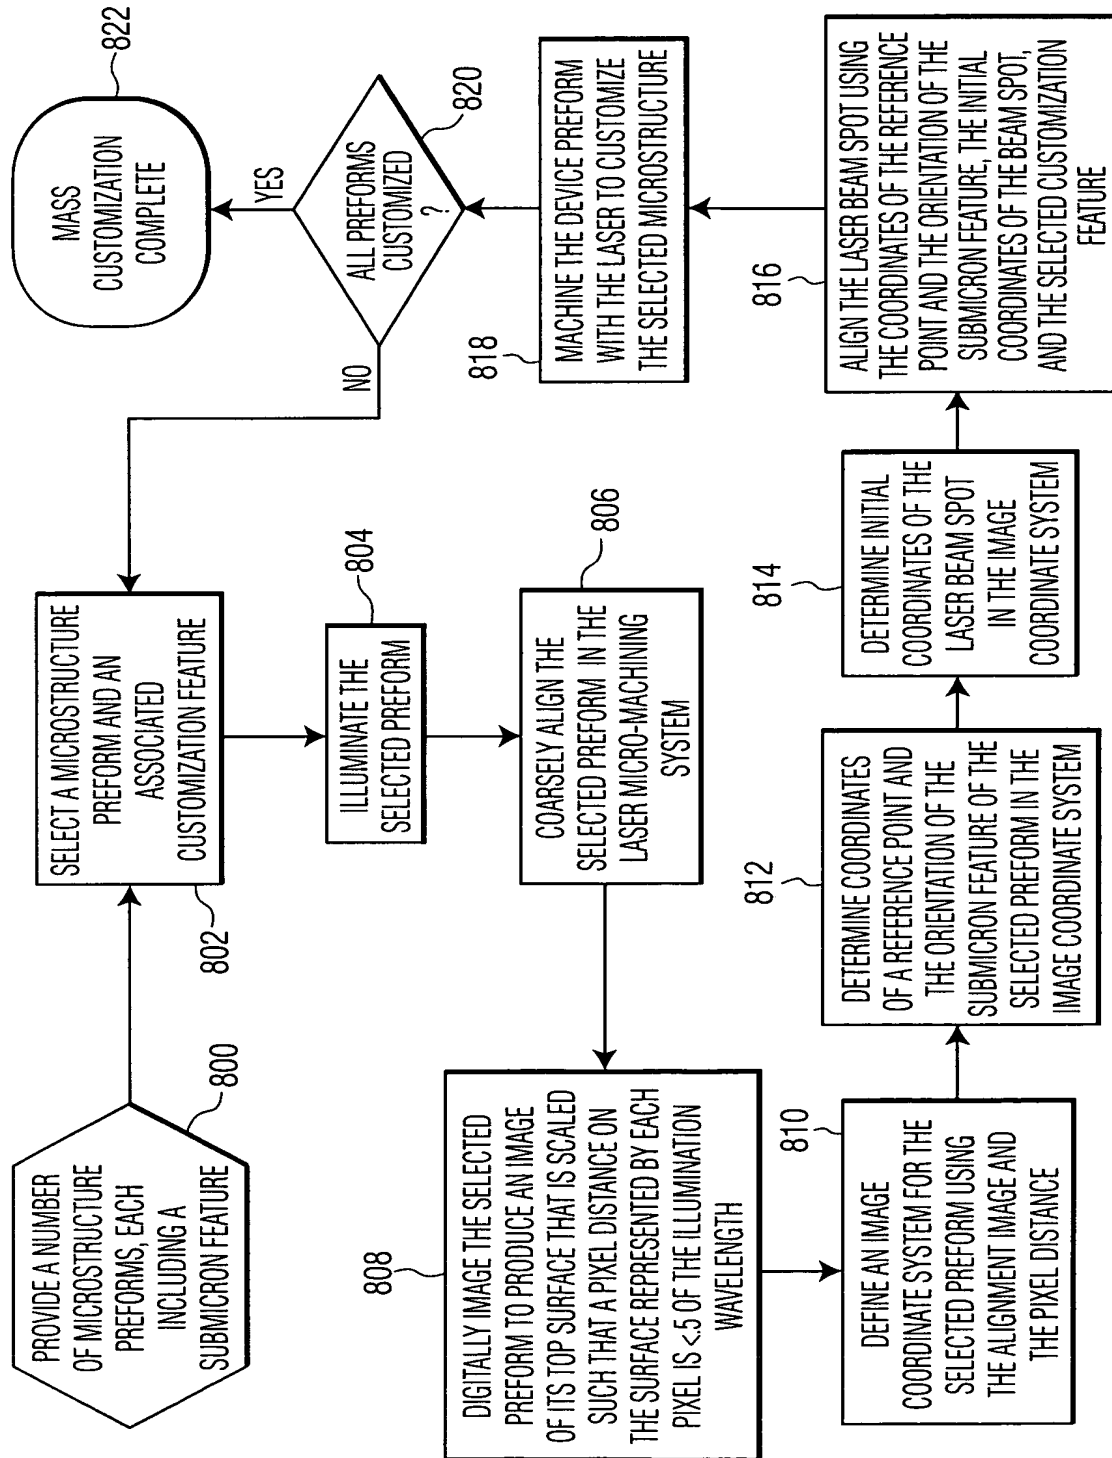 PROVIDE A NUMBER
OF MICROSTRUCTURE
PREFORMS, EACH
INCLUDING A
SUBMICRON FEATURE
800
SELECT A MICROSTRUCTURE
PREFORM AND AN
ASSOCIATED
CUSTOMIZATION FEATURE
802
ILLUMINATE THE
SELECTED PREFORM
804
COARSELY ALIGN THE
SELECTED PREFORM IN THE
LASER MICRO-MACHINING
SYSTEM
806
DIGITALLY IMAGE THE SELECTED
PREFORM TO PRODUCE AN IMAGE
OF ITS TOP SURFACE THAT IS SCALED
SUCH THAT A PIXEL DISTANCE ON
THE SURFACE REPRESENTED BY EACH
PIXEL IS <.5 OF THE ILLUMINATION
WAVELENGTH
808
DEFINE AN IMAGE
COORDINATE SYSTEM FOR THE
SELECTED PREFORM USING
THE ALIGNMENT IMAGE AND
THE PIXEL DISTANCE
810
DETERMINE COORDINATES
OF A REFERENCE POINT AND
THE ORIENTATION OF THE
SUBMICRON FEATURE OF THE
SELECTED PREFORM IN THE
IMAGE COORDINATE SYSTEM
812
DETERMINE INITIAL
COORDINATES OF THE
LASER BEAM SPOT
IN THE IMAGE
COORDINATE SYSTEM
814
ALIGN THE LASER BEAM SPOT USING
THE COORDINATES OF THE REFERENCE
POINT AND THE ORIENTATION OF THE
SUBMICRON FEATURE, THE INITIAL
COORDINATES OF THE BEAM SPOT,
AND THE SELECTED CUSTOMIZATION
FEATURE
816
MACHINE THE DEVICE PREFORM
WITH THE LASER TO CUSTOMIZE
THE SELECTED MICROSTRUCTURE
818
ALL PREFORMS
CUSTOMIZED
?
820
NO
YES
MASS
CUSTOMIZATION
COMPLETE
822